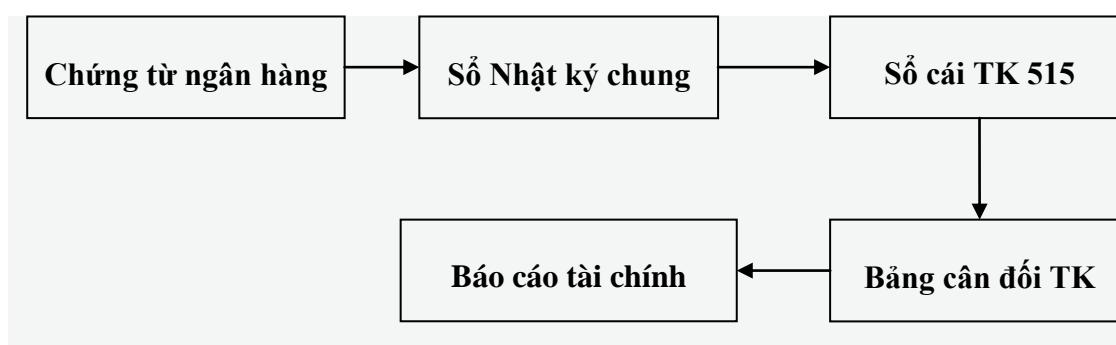 Chứng từ ngân hàng
Sổ Nhật ký chung
Sổ cái TK 515
Báo cáo tài chính
Bảng cân đối TK